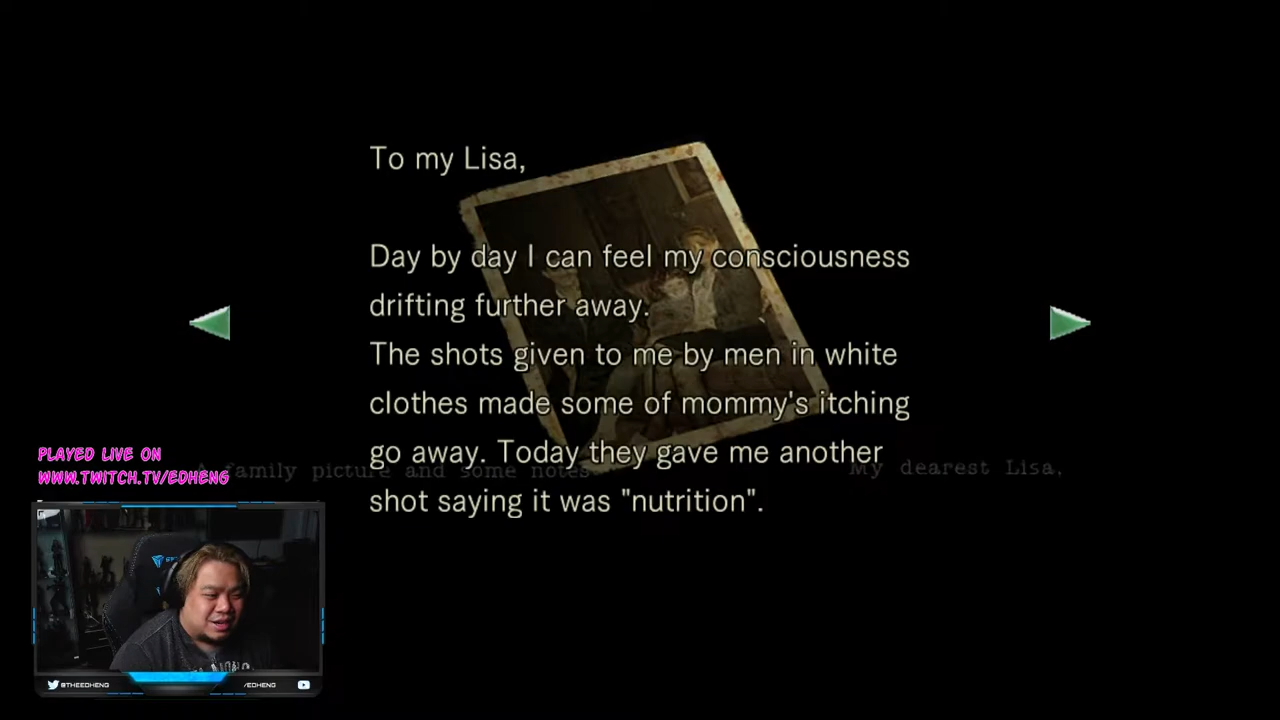 To my Lisa,
Day by day I can feel my consciousness
drifting further away.
The shots given to me by men in white
clothes made some of mommy's itching
go away. Today they gave me another
shot saying it was "nutrition".
family picture and some notes
My dearest Lisa,
PLAYED LIVE ON
WWW.TWITCH.TV/EDHENG
@THEEDHENG
/EDHENG